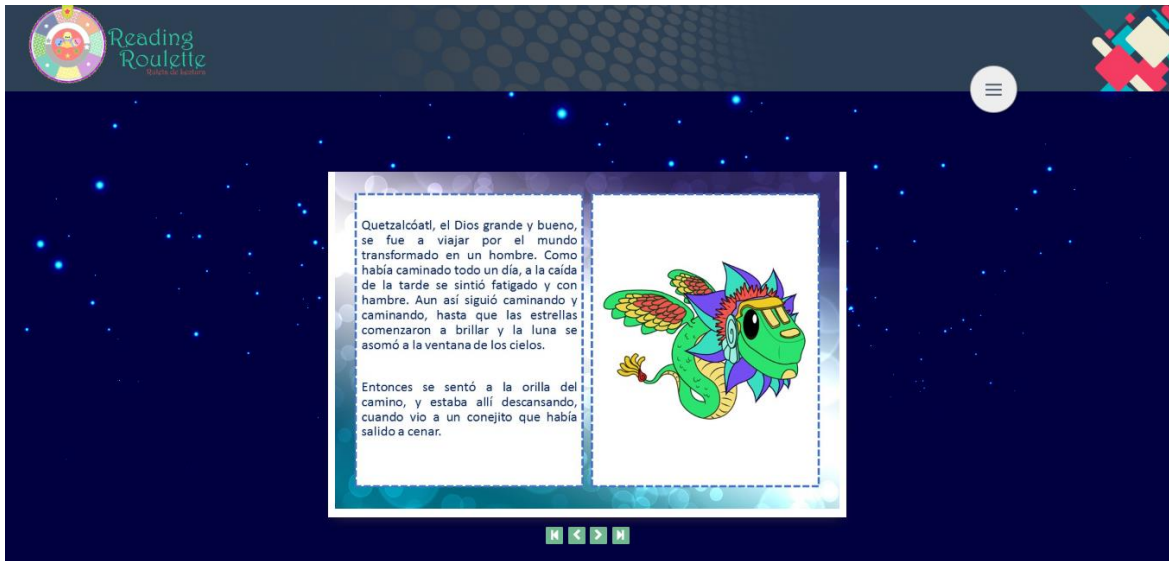 Reading
Roulette
Ruleta de lectura
Quetzalcóatl, el Dios grande y bueno,
se fue a viajar por el mundo
transformado en un hombre. Como
había caminado todo un día, a la caída
de la tarde se sintió fatigado y con
hambre. Aun así siguió caminando y
caminando, hasta que las estrellas
comenzaron a brillar y la luna se
asomó a la ventana de los cielos.
Entonces se sentó a la orilla del
camino, y estaba allí descansando,
cuando vio a un conejito que había
salido a cenar.